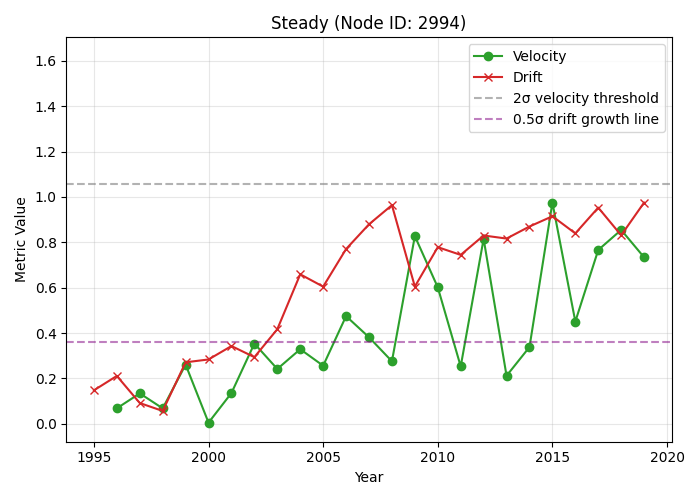 Steady (Node ID: 2994)
Velocity
Drift
2σ velocity threshold
0.5σ drift growth line
Metric Value
1.6
1.4
1.2
1.0
0.8
0.6
0.4
0.2
0.0
1995 2000 2005 2010 2015 2020
Year